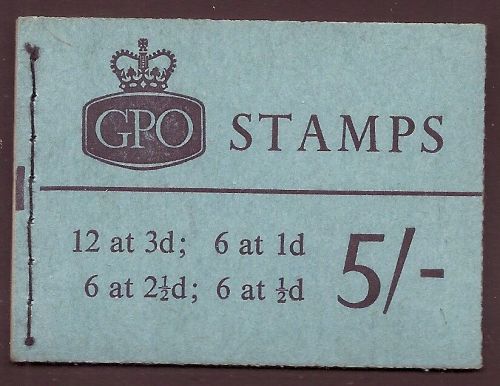 GPO STAMPS
12 at 3d; 6 at 1d
6 at 2½d; 6 at ½d
5/-